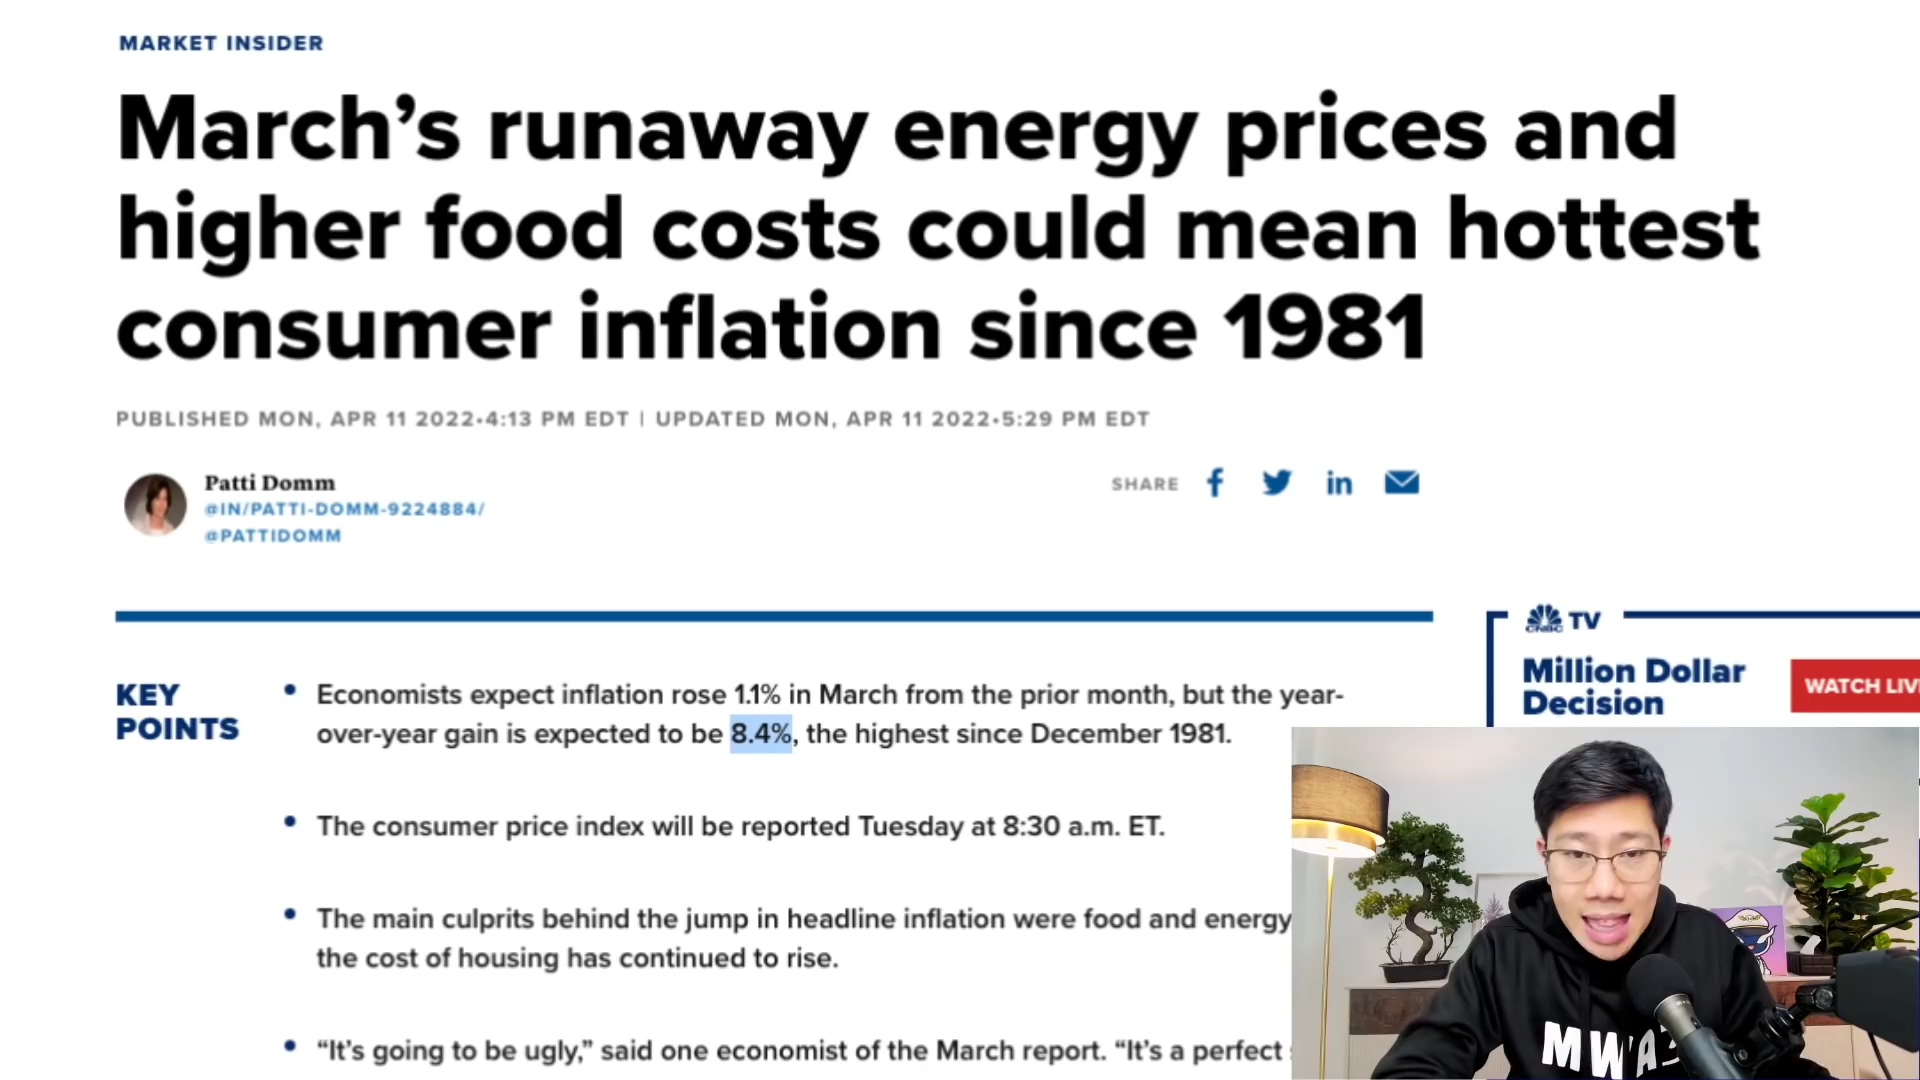 MARKET INSIDER
March’s runaway energy prices and
higher food costs could mean hottest
consumer inflation since 1981
PUBLISHED MON, APR 11 2022•4:13 PM EDT | UPDATED MON, APR 11 2022•5:29 PM EDT
Patti Domm
@IN/PATTI-DOMM-9224884/
@PATTIDOMM
SHARE
CNBC TV
Million Dollar
Decision
WATCH LIV
KEY
POINTS
• Economists expect inflation rose 1.1% in March from the prior month, but the year-
over-year gain is expected to be 8.4%, the highest since December 1981.
• The consumer price index will be reported Tuesday at 8:30 a.m. ET.
• The main culprits behind the jump in headline inflation were food and energy
the cost of housing has continued to rise.
• “It’s going to be ugly,” said one economist of the March report. “It’s a perfect